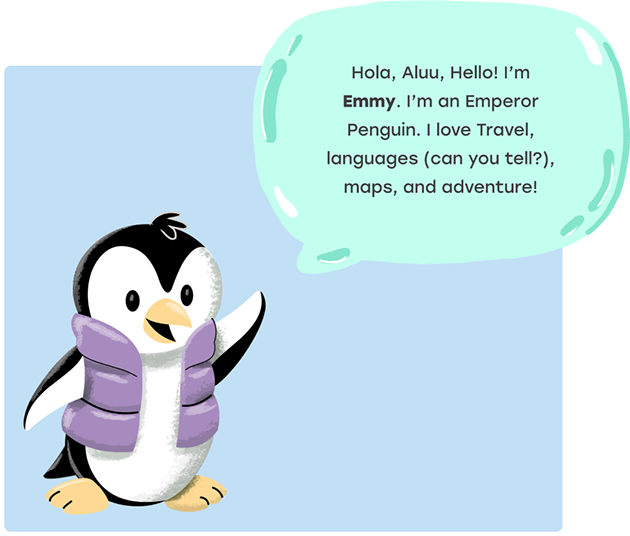 Hola, Aluu, Hello! I’m
Emmy. I’m an Emperor
Penguin. I love Travel,
languages (can you tell?),
maps, and adventure!